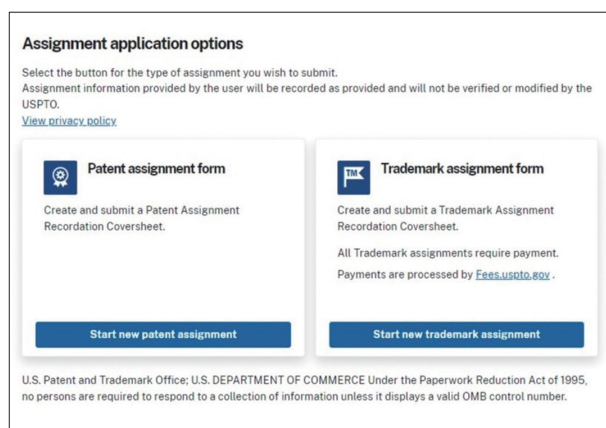 Assignment application options
Select the button for the type of assignment you wish to submit.
Assignment information provided by the user will be recorded as provided and will not be verified or modified by the
USPTO.
View privacy policy
Patent assignment form
Create and submit a Patent Assignment
Recordation Coversheet.
Start new patent assignment
TM
Trademark assignment form
Create and submit a Trademark Assignment
Recordation Coversheet.
All Trademark assignments require payment.
Payments are processed by Fees.uspto.gov .
Start new trademark assignment
U.S. Patent and Trademark Office; U.S. DEPARTMENT OF COMMERCE Under the Paperwork Reduction Act of 1995,
no persons are required to respond to a collection of information unless it displays a valid OMB control number.